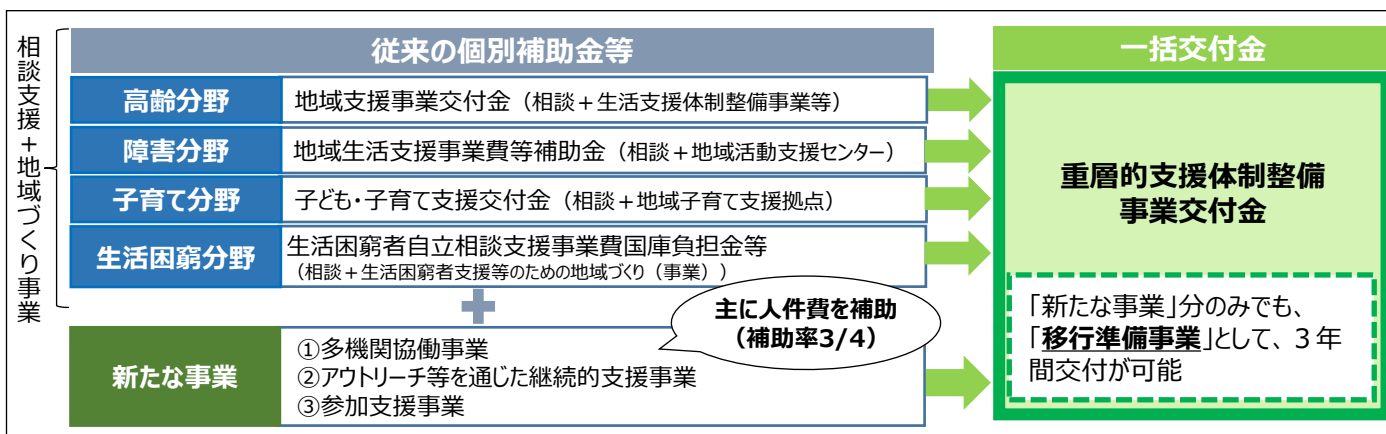 相談支援+地域づくり事業
従来の個別補助金等
一括交付金
高齢分野
地域支援事業交付金（相談＋生活支援体制整備事業等）
障害分野
地域生活支援事業費等補助金（相談＋地域活動支援センター）
子育て分野
子ども・子育て支援交付金（相談＋地域子育て支援拠点）
生活困窮分野
生活困窮者自立相談支援事業費国庫負担金等
（相談＋生活困窮者支援等のための地域づくり（事業））
主に人件費を補助
（補助率3/4）
新たな事業
①多機関協働事業
②アウトリーチ等を通じた継続的支援事業
③参加支援事業
重層的支援体制整備
事業交付金
「新たな事業」分のみでも、
「移行準備事業」として、３年
間交付が可能